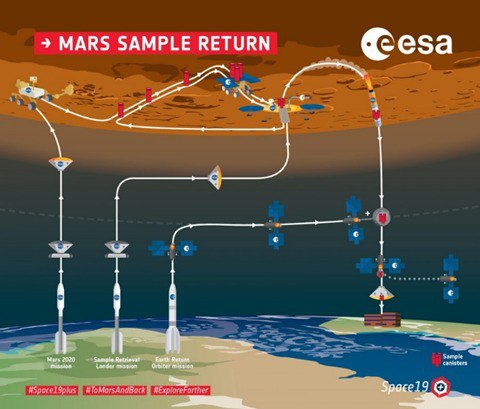 → MARS SAMPLE RETURN
esa
Mars 2020
mission
Sample Retrieval
Lander mission
Earth Return
Orbiter mission
Sample
canisters
#Space19plus #ToMarsAndBack #ExploreFarther
Space19